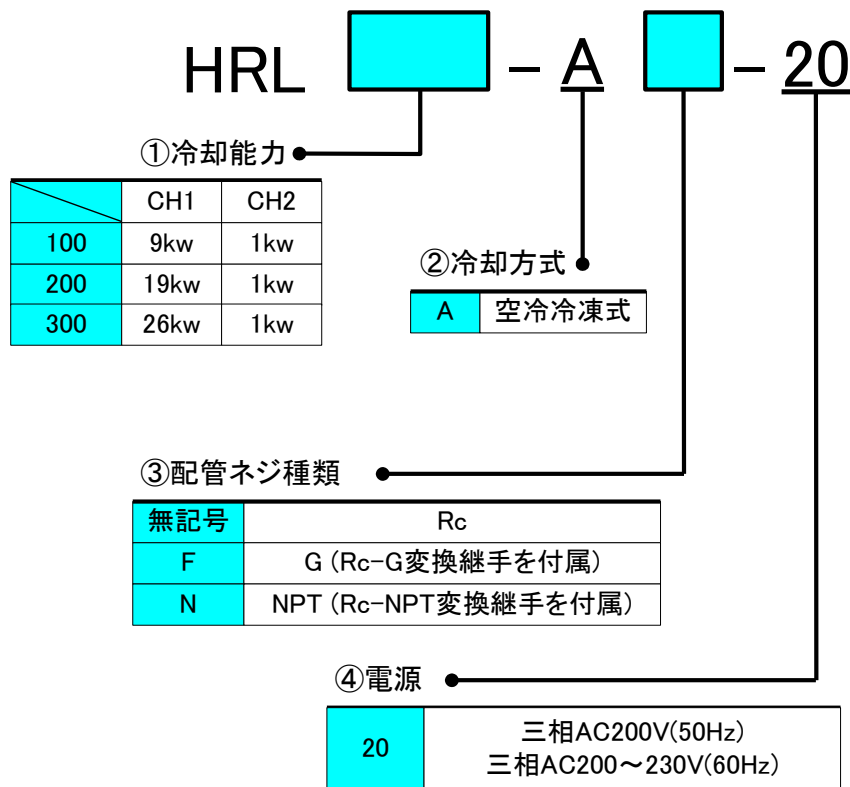 HRL - A - 20
①冷却能力
CH1 CH2
100 9kw 1kw
200 19kw 1kw
300 26kw 1kw
②冷却方式
A 空冷冷凍式
③配管ネジ種類
無記号 Rc
F G (Rc-G変換継手を付属)
N NPT (Rc-NPT変換継手を付属)
④電源
20 三相AC200V(50Hz)
三相AC200～230V(60Hz)